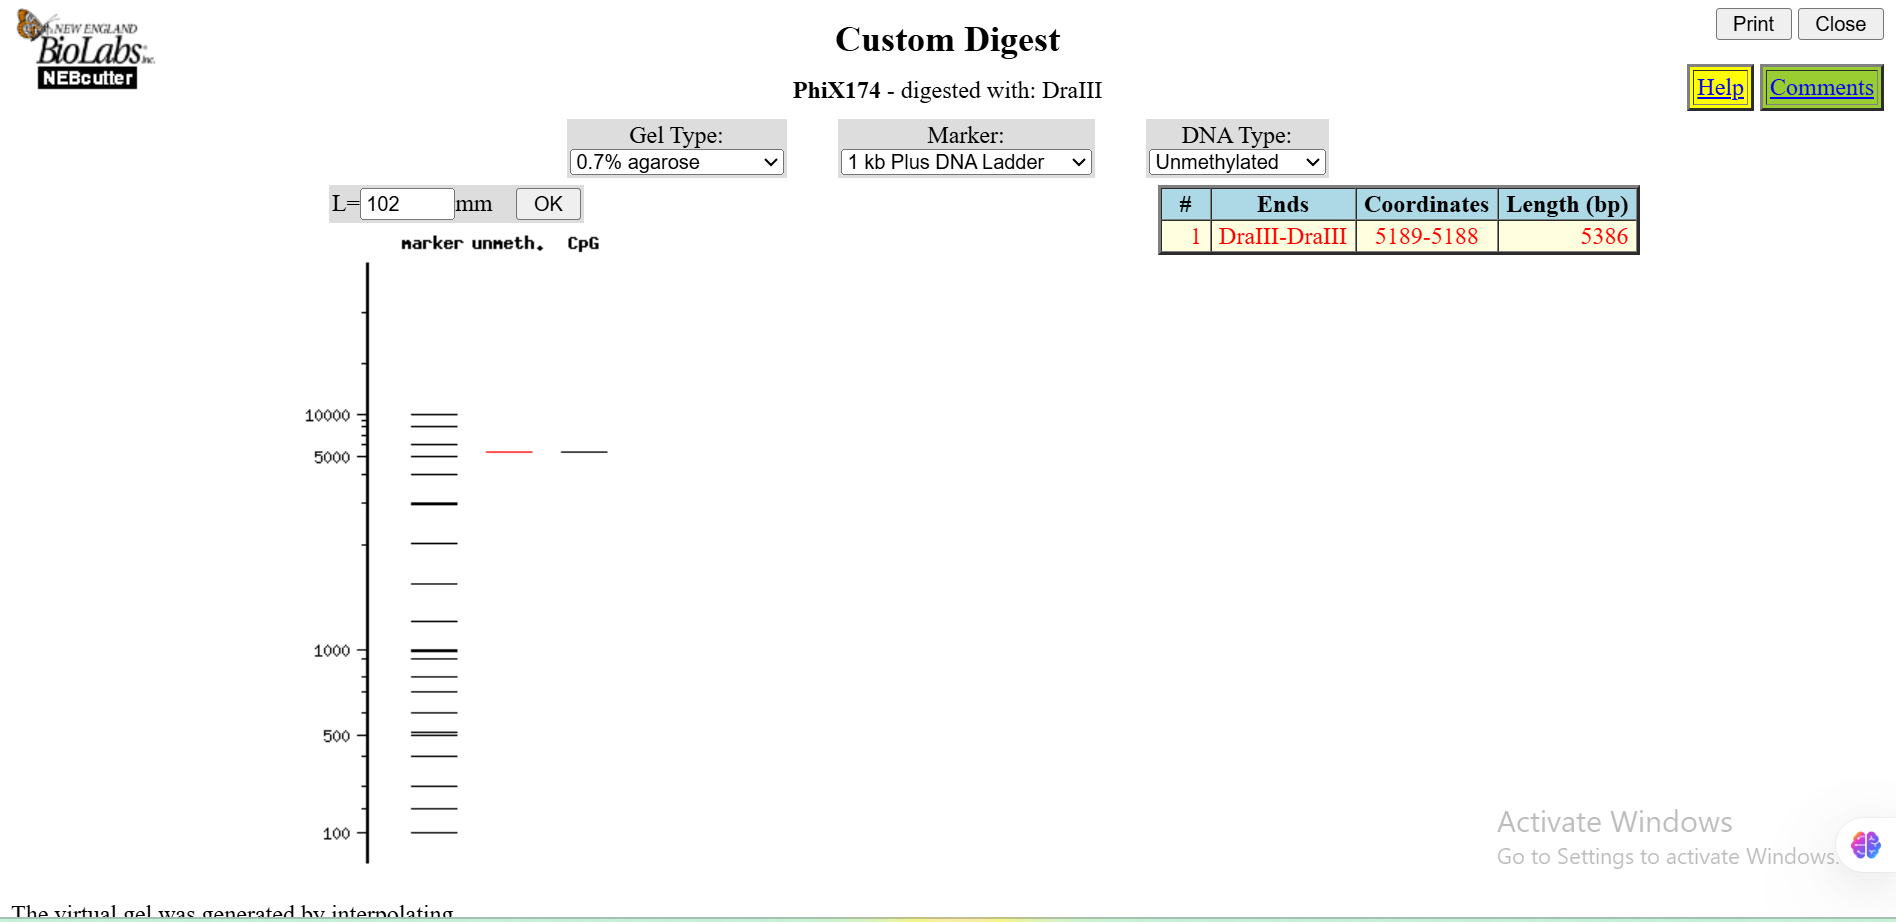 NEW ENGLAND
BioLabs Inc.
NEBcutter
Custom Digest
Print Close
PhiX174 - digested with: DraIII
Help Comments
Gel Type: Marker: DNA Type:
0.7% agarose 1 kb Plus DNA Ladder Unmethylated
L= 102 mm OK
# Ends Coordinates Length (bp)
1 DraIII-DraIII 5189-5188 5386
marker unmeth. CpG
10000
5000
1000
500
100
Activate Windows
Go to Settings to activate Windows.
The virtual gel was generated by interpolating